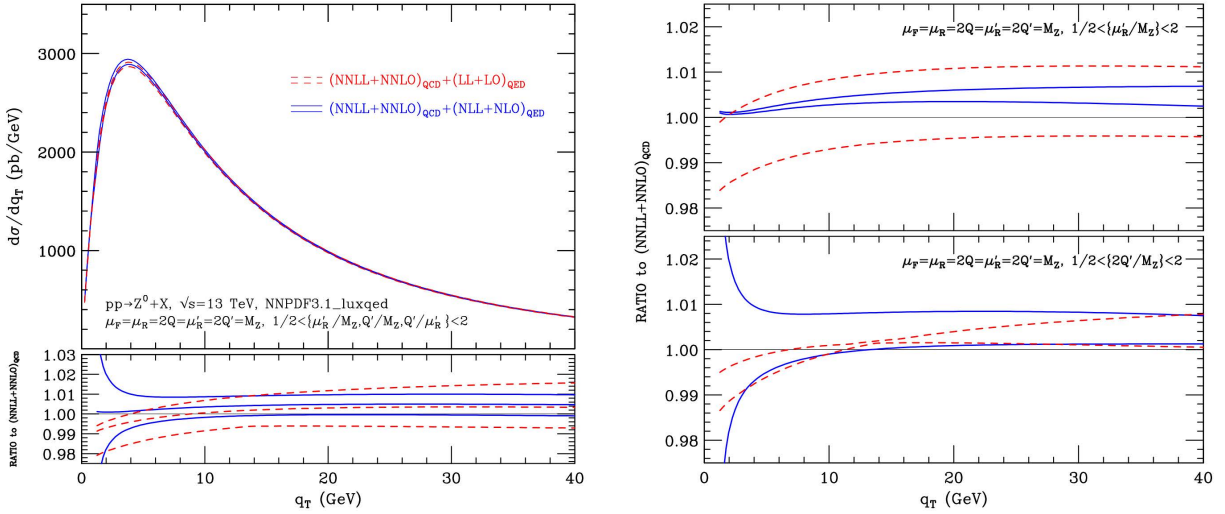 4000
3000
2000
1000
dσ/dq_T (pb/GeV)
(NNLL+NNLO)_QCD+(LL+LO)_QED
(NNLL+NNLO)_QCD+(NLL+NLO)_QED
pp→Z⁰+X, √s=13 TeV, NNPDF3.1_luxqed
μ_F=μ_R=2Q=μ′_R=2Q′=M_Z, 1/2<{μ′_R/M_Z,Q′/M_Z,Q′/μ′_R}<2
1.03
1.02
1.01
1.00
0.99
0.98
RATIO to (NNLL+NNLO)_QCD
0 10 20 30 40
q_T (GeV)
1.02
1.01
1.00
0.99
0.98
μ_F=μ_R=2Q=μ′_R=2Q′=M_Z, 1/2<{μ′_R/M_Z}<2
RATIO to (NNLL+NNLO)_QCD
1.02
1.01
1.00
0.99
0.98
μ_F=μ_R=2Q=μ′_R=2Q′=M_Z, 1/2<{2Q′/M_Z}<2
0 10 20 30 40
q_T (GeV)